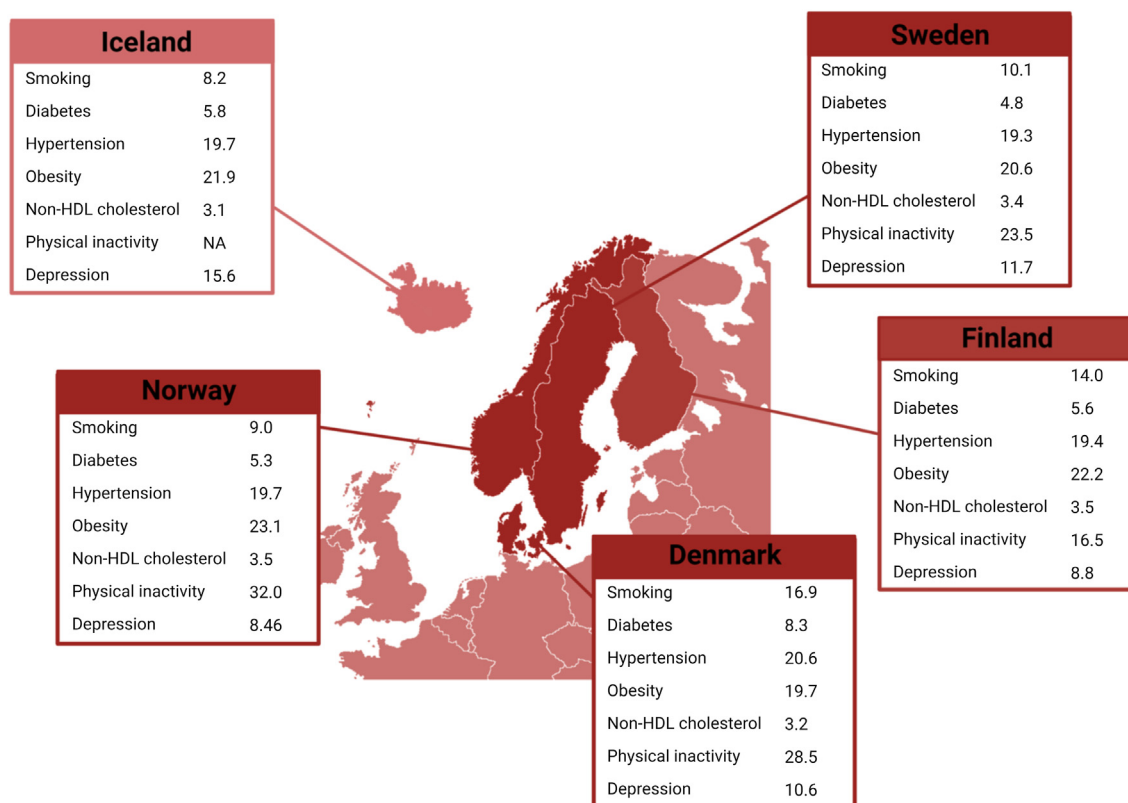 Iceland
Smoking 8.2
Diabetes 5.8
Hypertension 19.7
Obesity 21.9
Non-HDL cholesterol 3.1
Physical inactivity NA
Depression 15.6
Sweden
Smoking 10.1
Diabetes 4.8
Hypertension 19.3
Obesity 20.6
Non-HDL cholesterol 3.4
Physical inactivity 23.5
Depression 11.7
Finland
Smoking 14.0
Diabetes 5.6
Hypertension 19.4
Obesity 22.2
Non-HDL cholesterol 3.5
Physical inactivity 16.5
Depression 8.8
Norway
Smoking 9.0
Diabetes 5.3
Hypertension 19.7
Obesity 23.1
Non-HDL cholesterol 3.5
Physical inactivity 32.0
Depression 8.46
Denmark
Smoking 16.9
Diabetes 8.3
Hypertension 20.6
Obesity 19.7
Non-HDL cholesterol 3.2
Physical inactivity 28.5
Depression 10.6